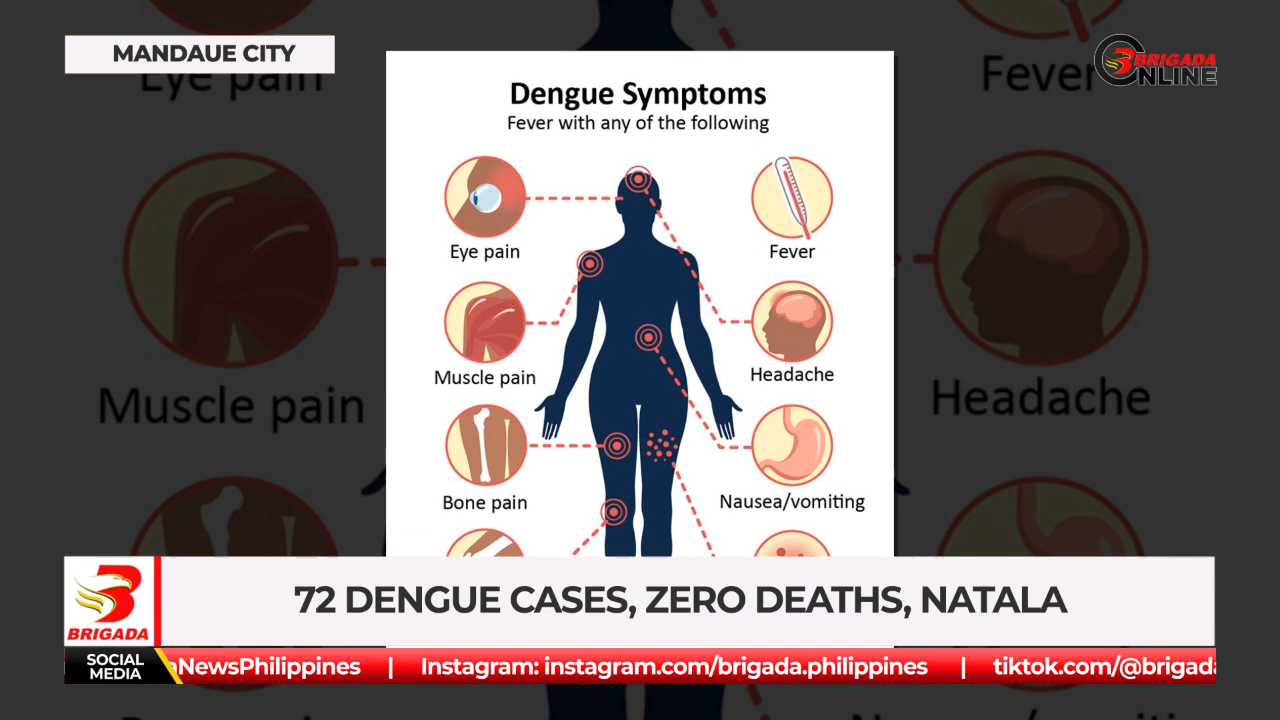 MANDAUE CITY
BRIGADA
ONLINE
Eye pain
Fever
Dengue Symptoms
Fever with any of the following
Eye pain
Fever
Muscle pain
Headache
Muscle pain
Headache
Bone pain
Nausea/vomiting
72 DENGUE CASES, ZERO DEATHS, NATALA
BRIGADA
SOCIAL
MEDIA
NewsPhilippines | Instagram: instagram.com/brigada.philippines | tiktok.com/@brigada